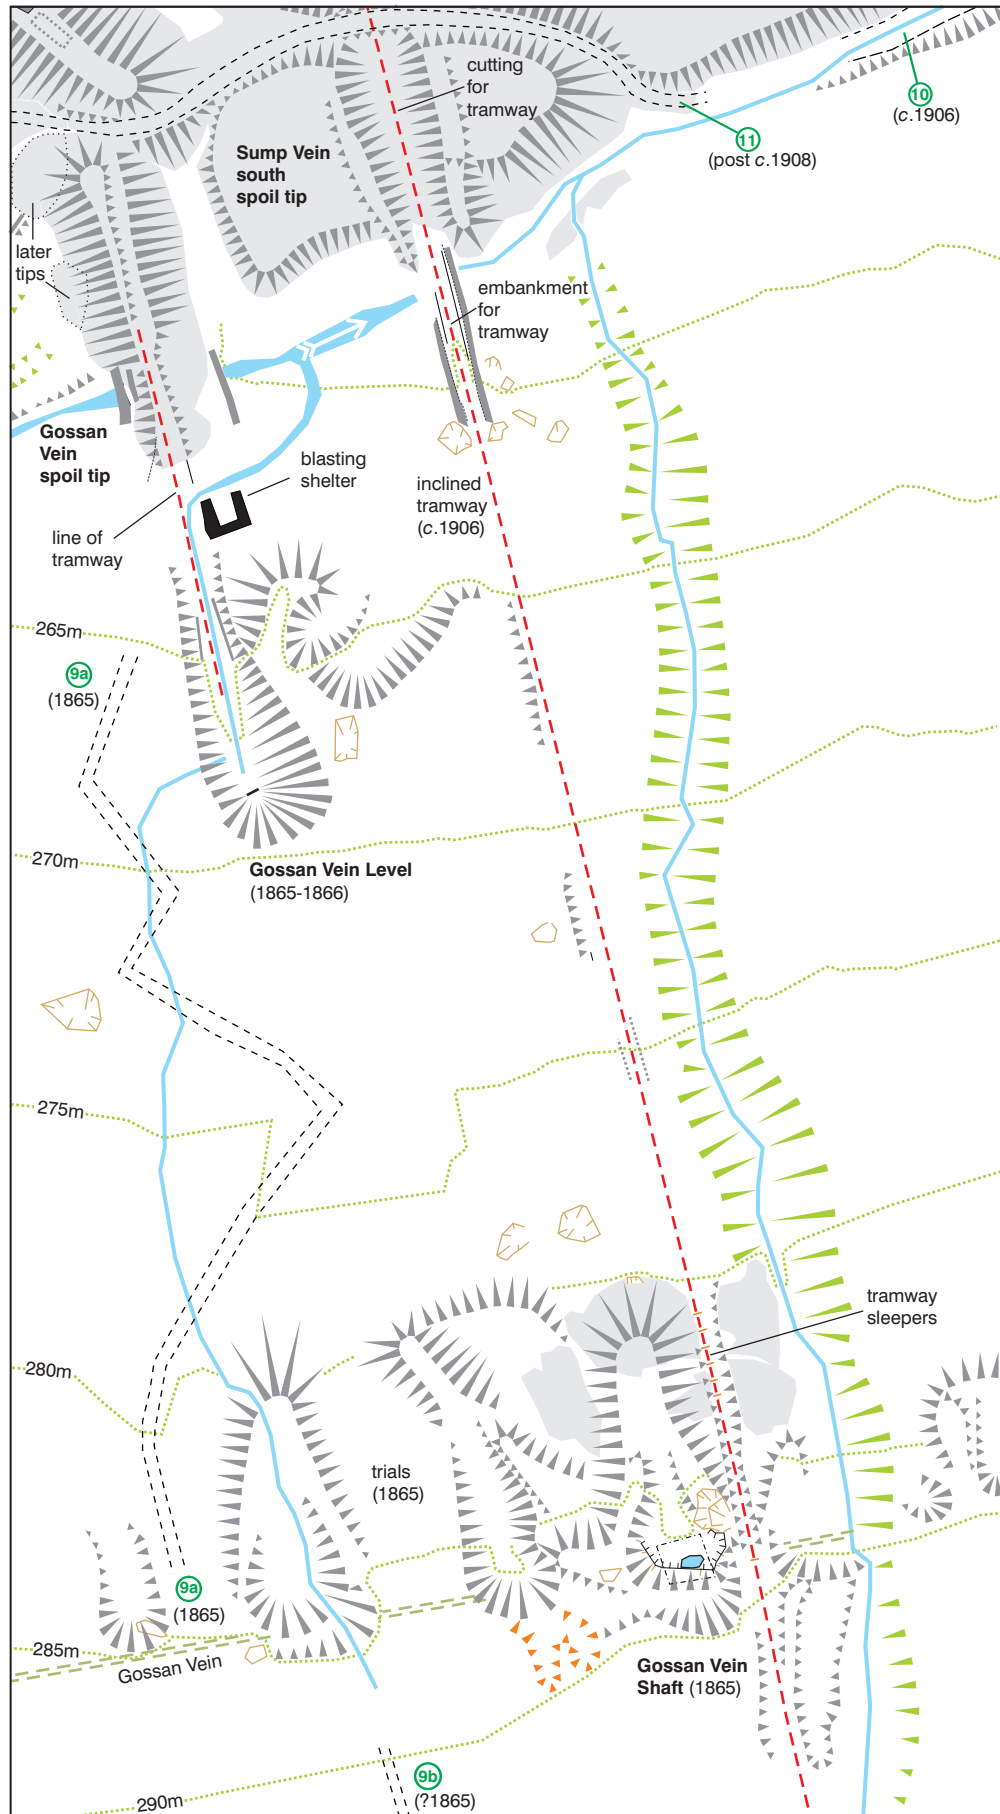 cutting
for
tramway
10
(c.1906)
11
(post c.1908)
Sump Vein
south
spoil tip
later
tips
embankment
for
tramway
Gossan
Vein
spoil tip
blasting
shelter
inclined
tramway
(c.1906)
line of
tramway
265m
9a
(1865)
270m
Gossan Vein Level
(1865-1866)
275m
tramway
sleepers
280m
trials
(1865)
9a
(1865)
285m
Gossan Vein
Gossan Vein
Shaft (1865)
9b
(?1865)
290m